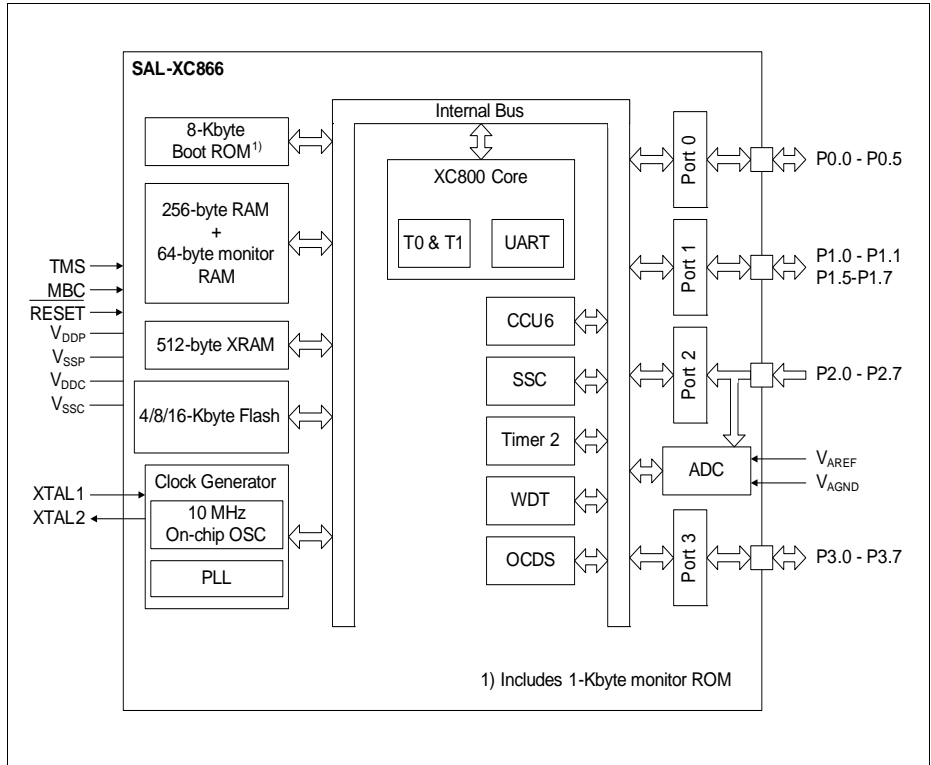 SAL-XC866
Internal Bus
8-Kbyte
Boot ROM1)
256-byte RAM
+
64-byte monitor
RAM
512-byte XRAM
4/8/16-Kbyte Flash
Clock Generator
10 MHz
On-chip OSC
PLL
TMS
MBC
RESET
VDDP
VSSP
VDDC
VSSC
XTAL1
XTAL2
XC800 Core
T0 & T1
UART
CCU6
SSC
Timer 2
WDT
OCDS
Port 0
Port 1
Port 2
ADC
Port 3
P0.0 - P0.5
P1.0 - P1.1
P1.5-P1.7
P2.0 - P2.7
VAREF
VAGND
P3.0 - P3.7
1) Includes 1-Kbyte monitor ROM